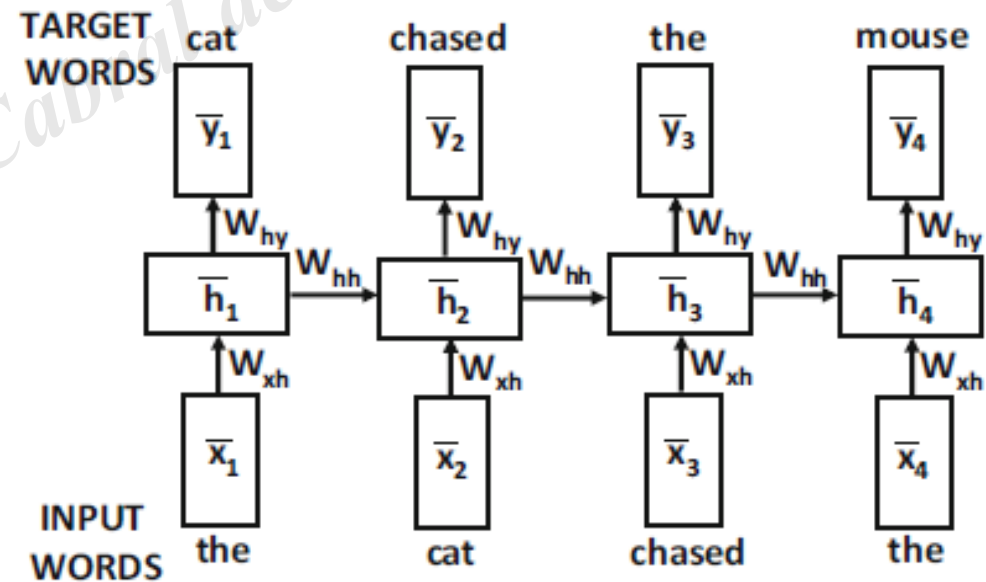 TARGET WORDS
cat chased the mouse
y̅₁ y̅₂ y̅₃ y̅₄
Why Why Why Why
Whh Whh Whh
h̅₁ h̅₂ h̅₃ h̅₄
Wxh Wxh Wxh Wxh
x̅₁ x̅₂ x̅₃ x̅₄
INPUT WORDS
the cat chased the